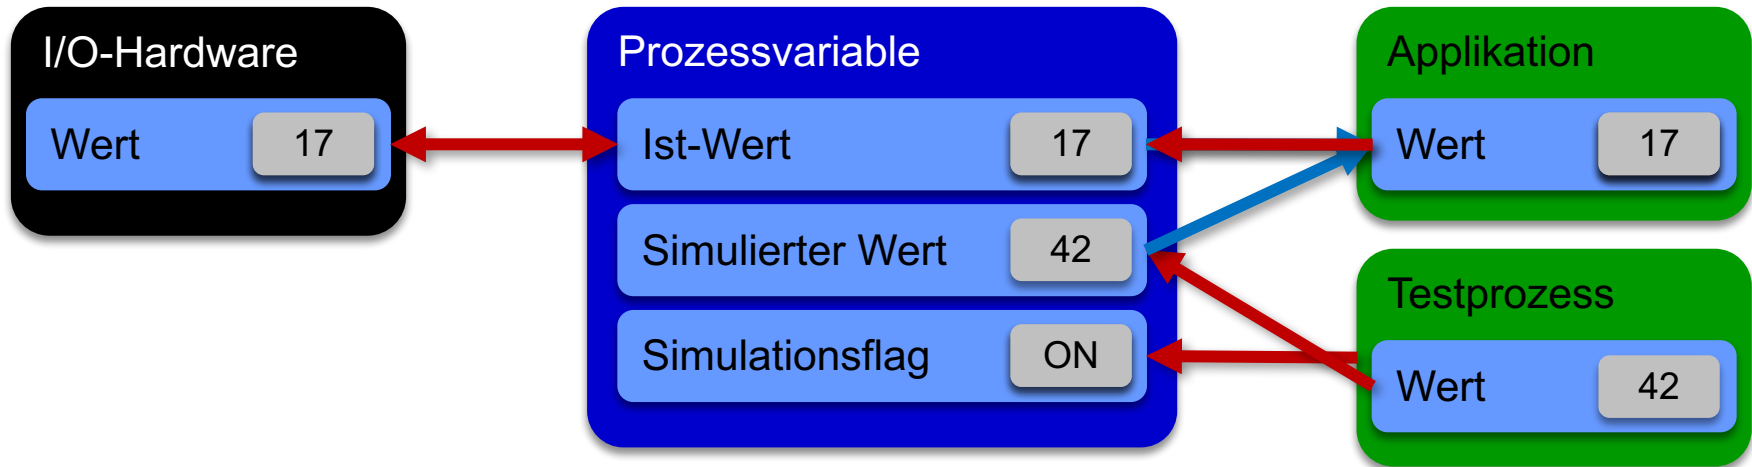 I/O-Hardware
Wert 17
Prozessvariable
Ist-Wert 17
Simulierter Wert 42
Simulationsflag ON
Applikation
Wert 17
Testprozess
Wert 42